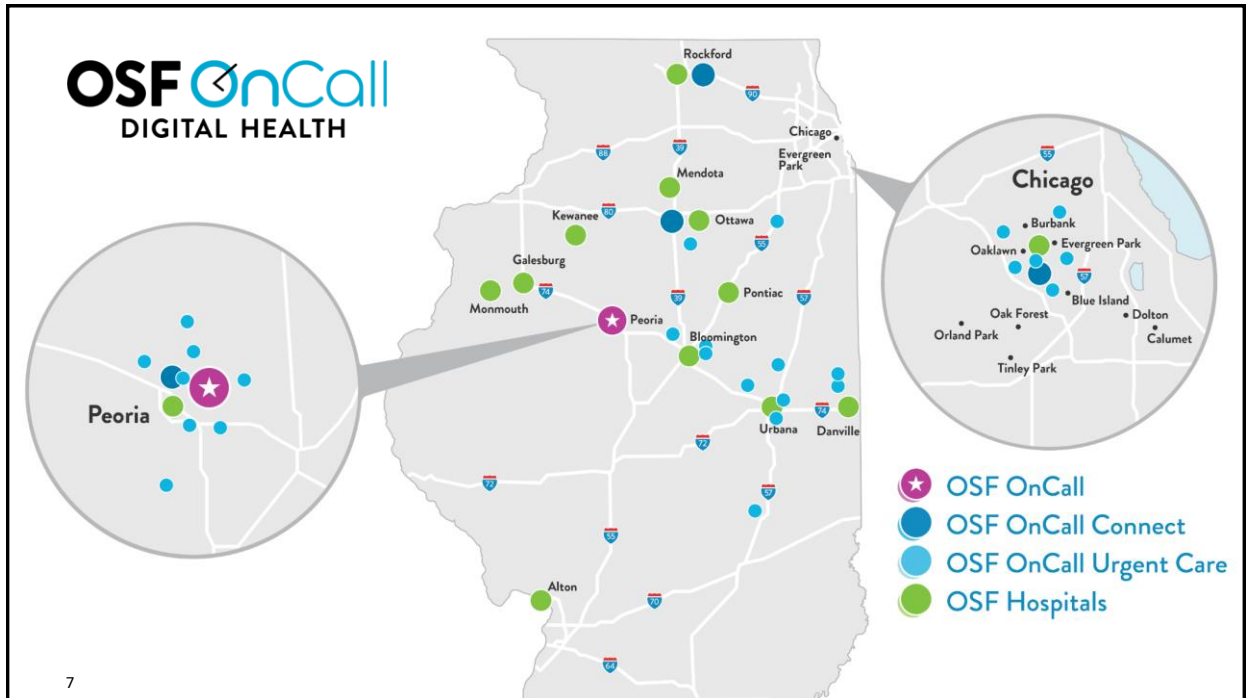 OSF OnCall
DIGITAL HEALTH
Rockford
90
Chicago
Evergreen
Park
88
39
Mendota
Kewanee
80
Ottawa
55
Galesburg
74
Monmouth
39
Pontiac
57
Peoria
Bloomington
Urbana
74
Danville
72
72
57
55
Alton
70
64
Peoria
55
Chicago
Burbank
Oaklawn
Evergreen Park
57
Blue Island
Oak Forest
Dolton
Orland Park
Calumet
Tinley Park
OSF OnCall
OSF OnCall Connect
OSF OnCall Urgent Care
OSF Hospitals
7